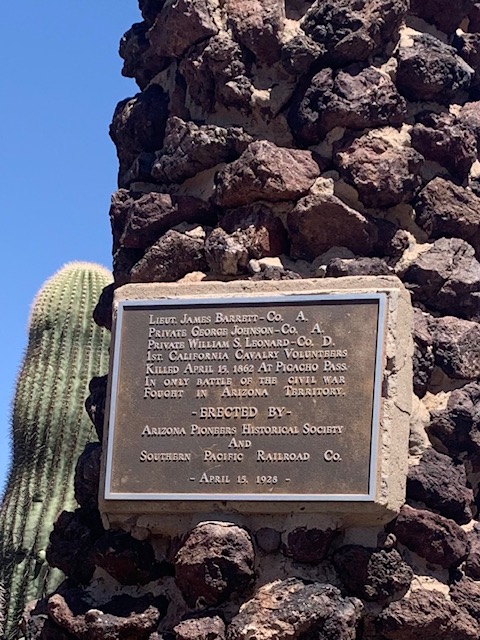 Lieut. James Barrett-Co. A.
Private George Johnson-Co. A.
Private William S. Leonard-Co. D.
1st. California Cavalry Volunteers
Killed April 15, 1862 At Picacho Pass.
In only battle of the civil war
Fought in Arizona Territory.
-Erected By-
Arizona Pioneers Historical Society
And
Southern Pacific Railroad Co.
- April 15, 1928 -